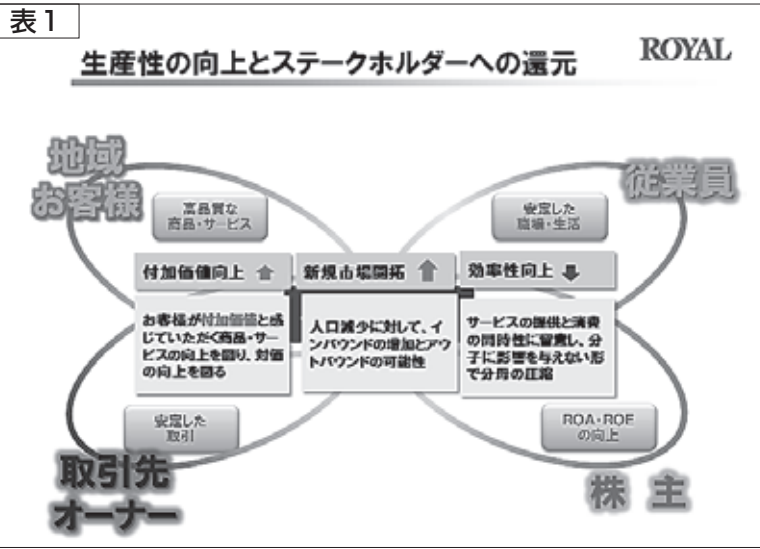 表1
生産性の向上とステークホルダーへの還元
ROYAL
地域
お客様
従業員
高品質な
商品・サービス
安定した
職場・生活
付加価値向上
新規市場開拓
効率性向上
お客様が付加価値と感
じていただく商品・サー
ビスの向上を図り、対価
の向上を図る
人口減少に対して、イ
ンバウンドの増加とアウ
トバウンドの可能性
サービスの提供と消費
の同時性に留意し、分
子に影響を与えない形
で分母の圧縮
安定した
取引
ROA・ROE
の向上
取引先
オーナー
株主